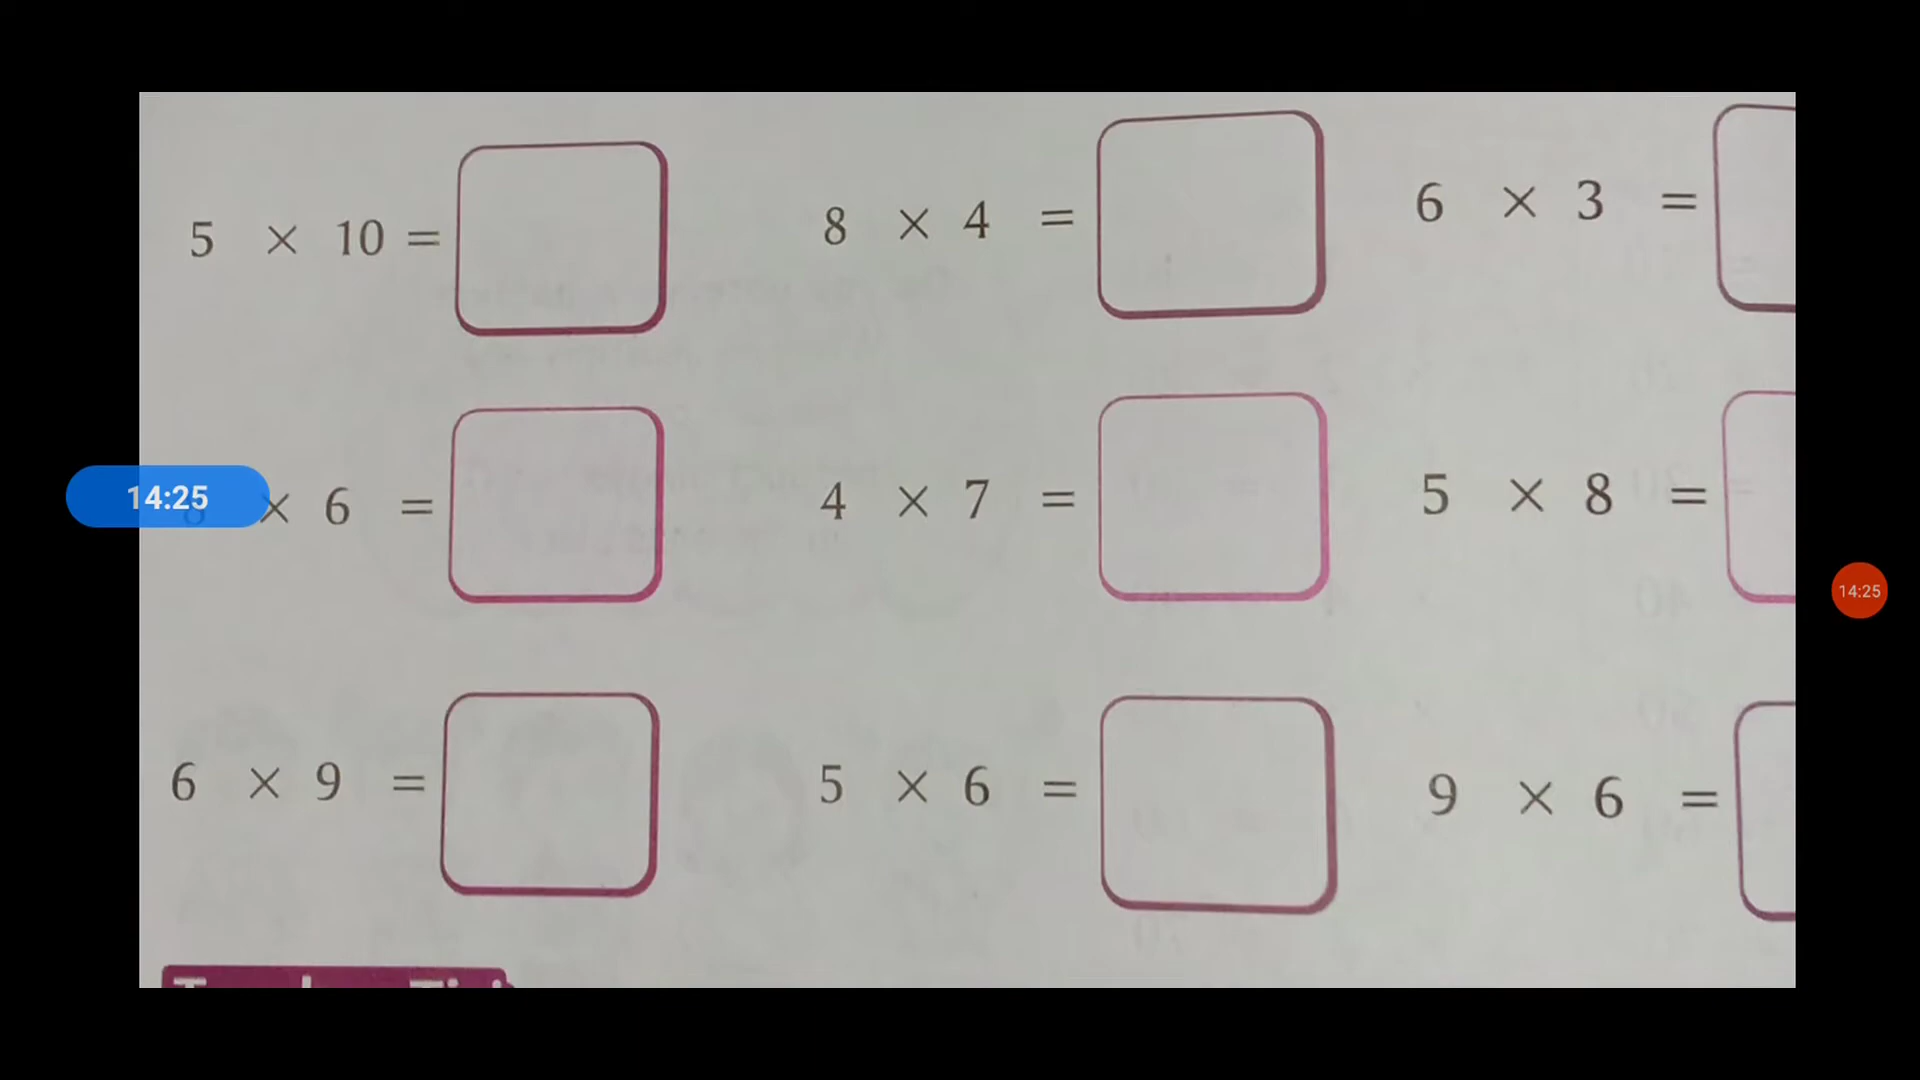 5 × 10 =
8 × 4 =
6 × 3 =
14:25
8 × 6 =
4 × 7 =
5 × 8 =
14:25
6 × 9 =
5 × 6 =
9 × 6 =